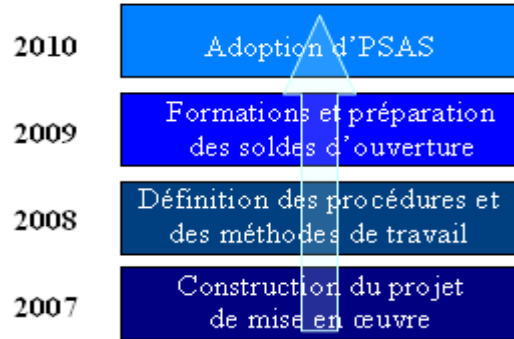 2010
Adoption d'PSAS
2009
Formations et préparation
des soldes d'ouverture
2008
Définition des procédures et
des méthodes de travail
2007
Construction du projet
de mise en œuvre